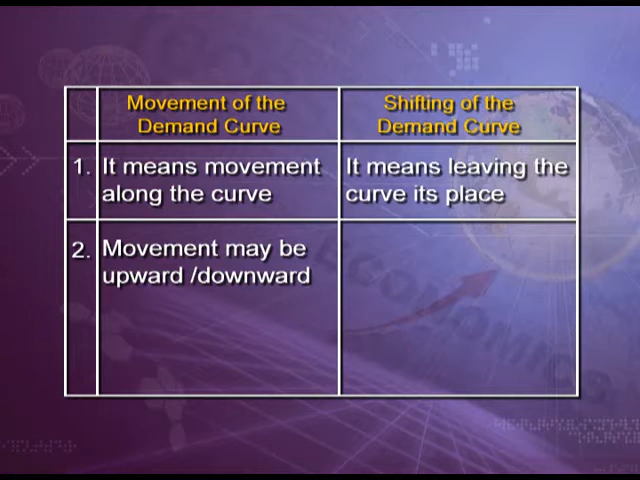 Movement of the
Demand Curve
Shifting of the
Demand Curve
1. It means movement
along the curve
It means leaving the
curve its place
2. Movement may be
upward /downward
ECONOMICS